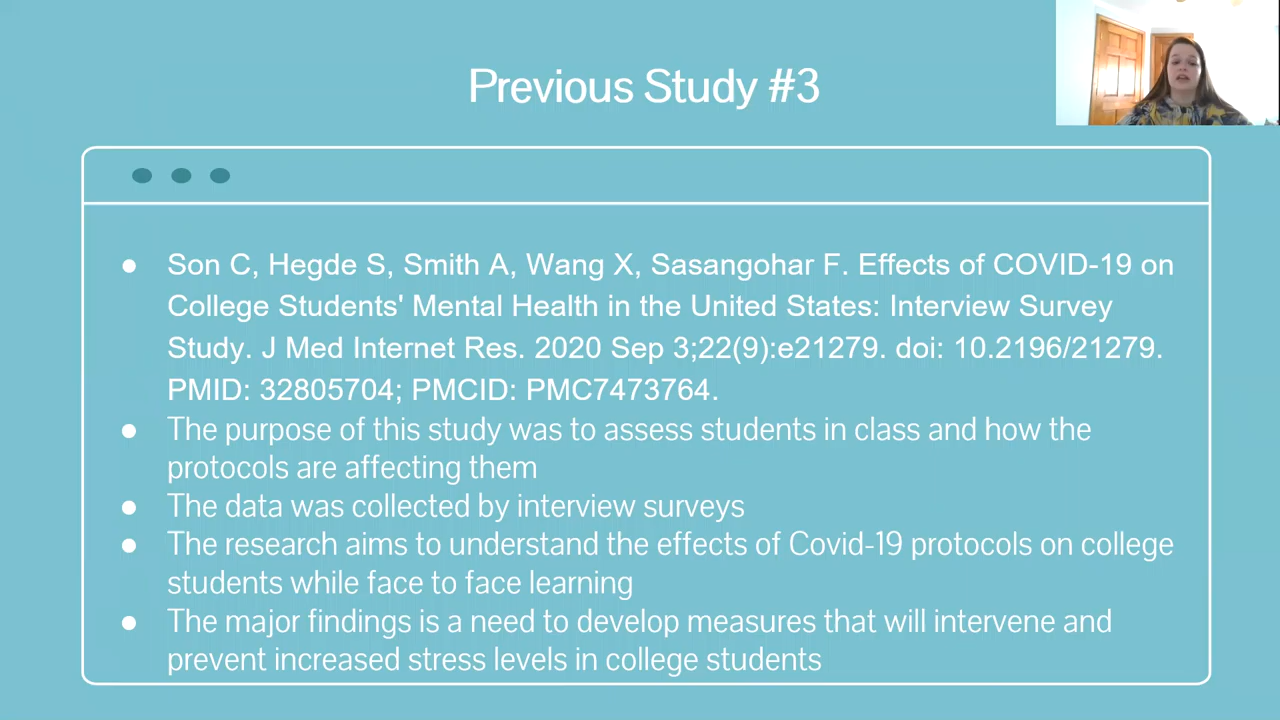 Previous Study #3
● Son C, Hegde S, Smith A, Wang X, Sasangohar F. Effects of COVID-19 on
College Students' Mental Health in the United States: Interview Survey
Study. J Med Internet Res. 2020 Sep 3;22(9):e21279. doi: 10.2196/21279.
PMID: 32805704; PMCID: PMC7473764.
● The purpose of this study was to assess students in class and how the
protocols are affecting them
● The data was collected by interview surveys
● The research aims to understand the effects of Covid-19 protocols on college
students while face to face learning
● The major findings is a need to develop measures that will intervene and
prevent increased stress levels in college students